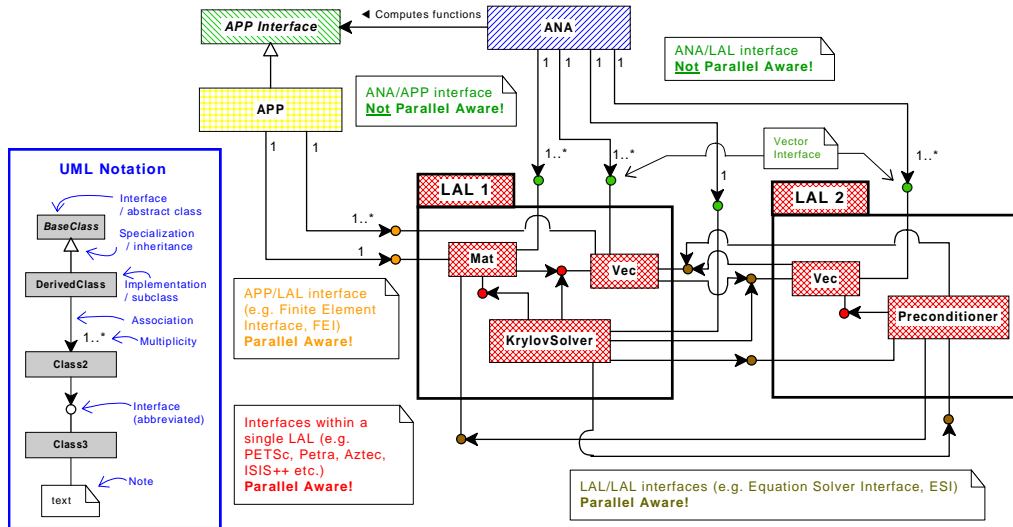 APP Interface
◄ Computes functions
ANA
1
1
1
1
ANA/LAL interface
Not Parallel Aware!
ANA/APP interface
Not Parallel Aware!
APP
1
1
Vector
Interface
1..*
1..*
1
1..*
LAL 1
LAL 2
1..*
1
Mat
Vec
Vec
KrylovSolver
Preconditioner
APP/LAL interface
(e.g. Finite Element
Interface, FEI)
Parallel Aware!
Interfaces within a
single LAL (e.g.
PETSc, Petra, Aztec,
ISIS++ etc.)
Parallel Aware!
LAL/LAL interfaces (e.g. Equation Solver Interface, ESI)
Parallel Aware!
UML Notation
Interface
/ abstract class
BaseClass
Specialization
/ inheritance
DerivedClass
Implementation
/ subclass
Association
1..*
Multiplicity
Class2
Interface
(abbreviated)
Class3
Note
text